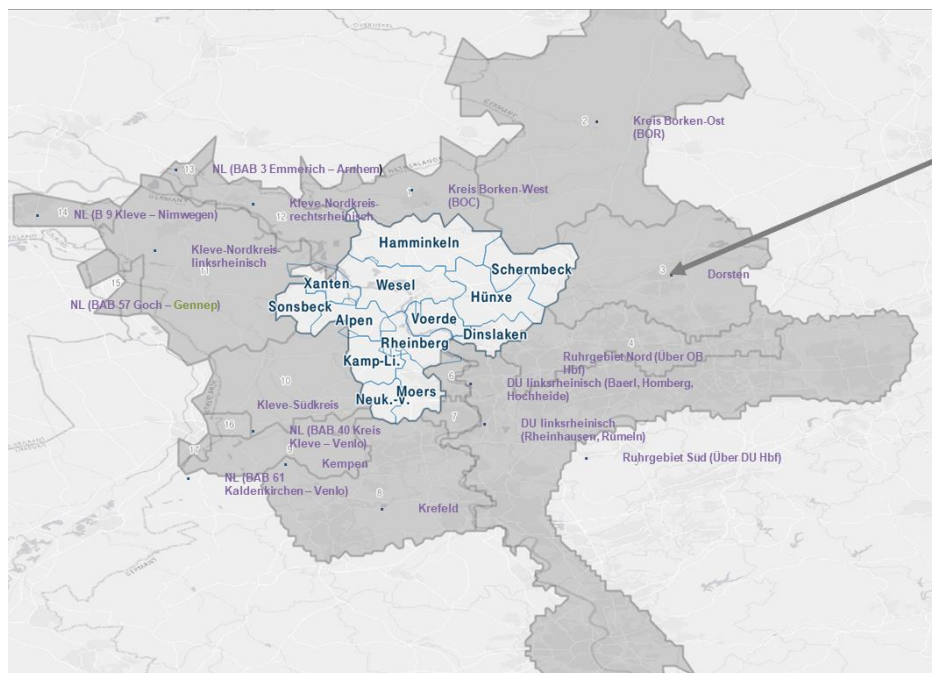 2
Kreis Borken-Ost
(BOR)
13
NL (BAB 3 Emmerich – Arnhem)
NETHERLANDS
GERMANY
1
Kreis Borken-West
(BOC)
12
Kleve-Nordkreis-
rechtsrheinisch
14
NL (B 9 Kleve – Nimwegen)
Hamminkeln
Kleve-Nordkreis-
linksrheinisch
11
Schermbeck
3
Dorsten
15
Xanten
Wesel
Hünxe
NL (BAB 57 Goch – Gennep)
Sonsbeck
Alpen
Voerde
Dinslaken
Rheinberg
4
Ruhrgebiet Nord (Über OB
Hbf)
Kamp-Li.
10
6
DU linksrheinisch (Baerl, Homberg,
Hochheide)
Moers
Neuk.-V.
Kleve-Südkreis
7
16
NL (BAB 40 Kreis
Kleve – Venlo)
DU linksrheinisch
(Rheinhausen, Rumeln)
17
9
Kempen
Ruhrgebiet Süd (Über DU Hbf)
NL (BAB 61
Kaldenkirchen – Venlo)
8
Krefeld
GERMANY